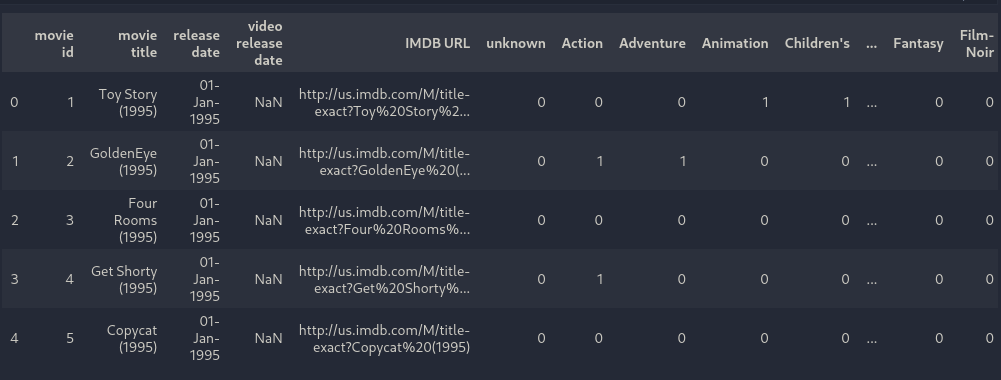 movie id movie title release date video release date IMDB URL unknown Action Adventure Animation Children's ... Fantasy Film-Noir
0 1 Toy Story (1995) 01-Jan-1995 NaN http://us.imdb.com/M/title-exact?Toy%20Story%2... 0 0 0 1 1 ... 0 0
1 2 GoldenEye (1995) 01-Jan-1995 NaN http://us.imdb.com/M/title-exact?GoldenEye%20(... 0 1 1 0 0 ... 0 0
2 3 Four Rooms (1995) 01-Jan-1995 NaN http://us.imdb.com/M/title-exact?Four%20Rooms%... 0 0 0 0 0 ... 0 0
3 4 Get Shorty (1995) 01-Jan-1995 NaN http://us.imdb.com/M/title-exact?Get%20Shorty%... 0 1 0 0 0 ... 0 0
4 5 Copycat (1995) 01-Jan-1995 NaN http://us.imdb.com/M/title-exact?Copycat%20(1995) 0 0 0 0 0 ... 0 0